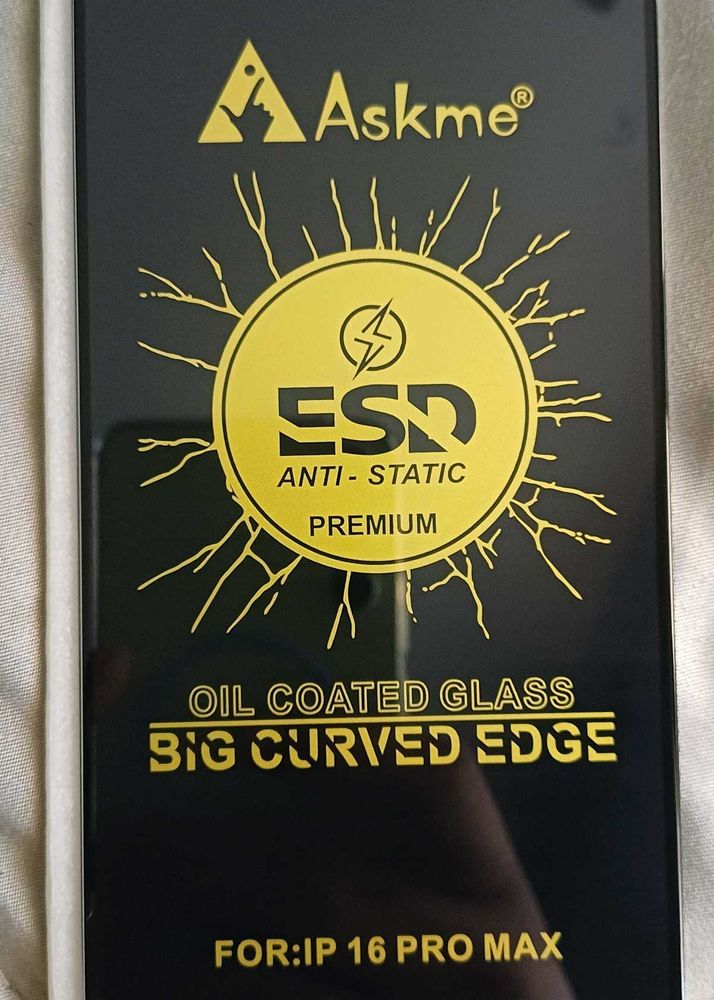 Askme®
ESD
ANTI - STATIC
PREMIUM
OIL COATED GLASS
BIG CURVED EDGE
FOR:IP 16 PRO MAX